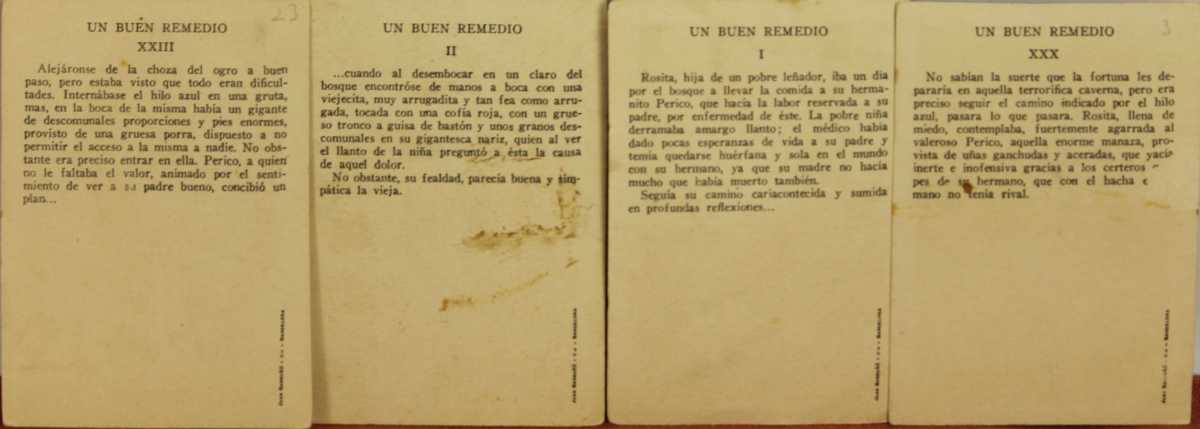 23
UN BUEN REMEDIO
XXIII
Alejáronse de la choza del ogro a buen
paso, pero estaba visto que todo eran dificul-
tades. Internábase el hilo azul en una gruta,
mas, en la boca de la misma había un gigante
de descomunales proporciones y pies enormes,
provisto de una gruesa porra, dispuesto a no
permitir el acceso a la misma a nadie. No obs-
tante era preciso entrar en ella. Perico, a quien
no le faltaba el valor, animado por el senti-
miento de ver a su padre bueno, concibió un
plan...
UN BUEN REMEDIO
II
...cuando al desembocar en un claro del
bosque encontróse de manos a boca con una
viejecita, muy arrugadita y tan fea como arru-
gada, tocada con una cofia roja, con un grue-
so tronco a guisa de bastón y unos granos des-
comunales en su gigantesca nariz, quien al ver
el llanto de la niña preguntó a ésta la causa
de aquel dolor.
No obstante, su fealdad, parecía buena y sim-
pática la vieja.
UN BUEN REMEDIO
I
Rosita, hija de un pobre leñador, iba un día
por el bosque a llevar la comida a su herma-
nito Perico, que hacía la labor reservada a su
padre, por enfermedad de éste. La pobre niña
derramaba amargo llanto; el médico había
dado pocas esperanzas de vida a su padre y
temía quedarse huérfana y sola en el mundo
con su hermano, ya que su madre no hacía
mucho que había muerto también.
Seguía su camino cariacontecida y sumida
en profundas reflexiones...
3
UN BUEN REMEDIO
XXX
No sabían la suerte que la fortuna les de-
pararía en aquella terrorífica caverna, pero era
preciso seguir el camino indicado por el hilo
azul, pasara lo que pasara. Rosita, llena de
miedo, contemplaba, fuertemente agarrada al
valeroso Perico, aquella enorme manaza, pro-
vista de uñas ganchudas y aceradas, que yacía
inerte e inofensiva gracias a los certeros
pes de su hermano, que con el hacha e
mano no tenía rival.